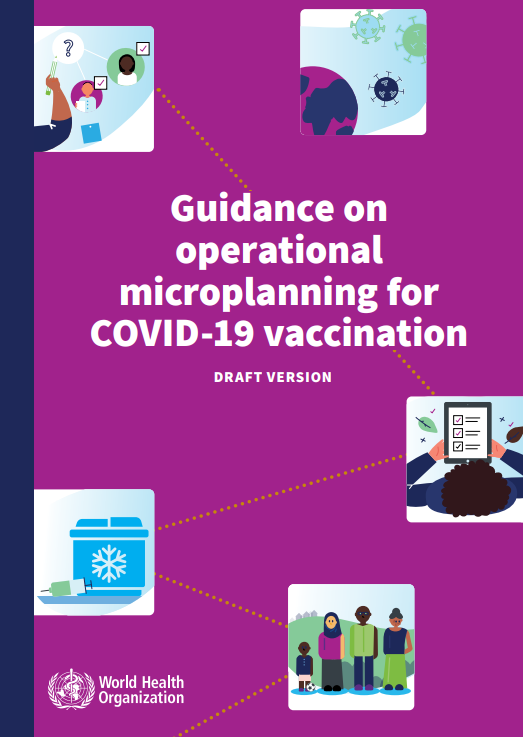 ?
Guidance on
operational
microplanning for
COVID-19 vaccination
DRAFT VERSION
World Health
Organization